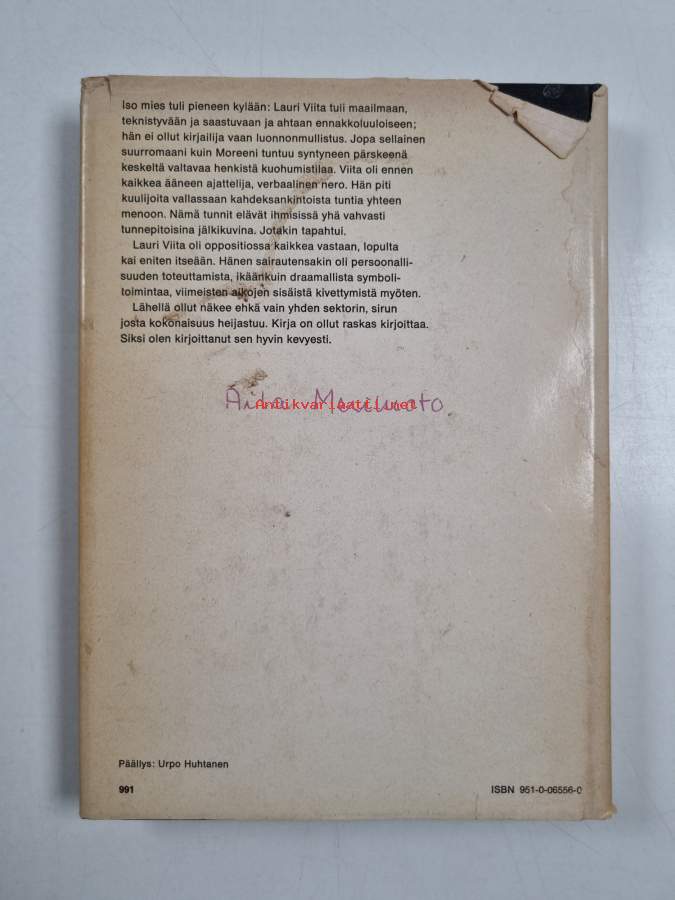 Iso mies tuli pieneen kylään: Lauri Viita tuli maailmaan,
teknistyvään ja saastuvaan ja ahtaan ennakkoluuloiseen;
hän ei ollut kirjailija vaan luonnonmullistus. Jopa sellainen
suurromaani kuin Moreeni tuntuu syntyneen pärskeenä
keskeltä valtavaa henkistä kuohumistilaa. Viita oli ennen
kaikkea ääneen ajattelija, verbaalinen nero. Hän piti
kuulijoita vallassaan kahdeksankintoista tuntia yhteen
menoon. Nämä tunnit elävät ihmisissä yhä vahvasti
tunnepitoisina jälkikuvina. Jotakin tapahtui.
Lauri Viita oli oppositiossa kaikkea vastaan, lopulta
kai eniten itseään. Hänen sairautensakin oli persoonalli-
suuden toteuttamista, ikäänkuin draamallista symboli-
toimintaa, viimeisten aikojen sisäistä kivettymistä myöten.
Lähellä ollut näkee ehkä vain yhden sektorin, sirun
josta kokonaisuus heijastuu. Kirja on ollut raskas kirjoittaa.
Siksi olen kirjoittanut sen hyvin kevyesti.
Antikvariaatti.net
Päällys: Urpo Huhtanen
991 ISBN 951-0-06556-0